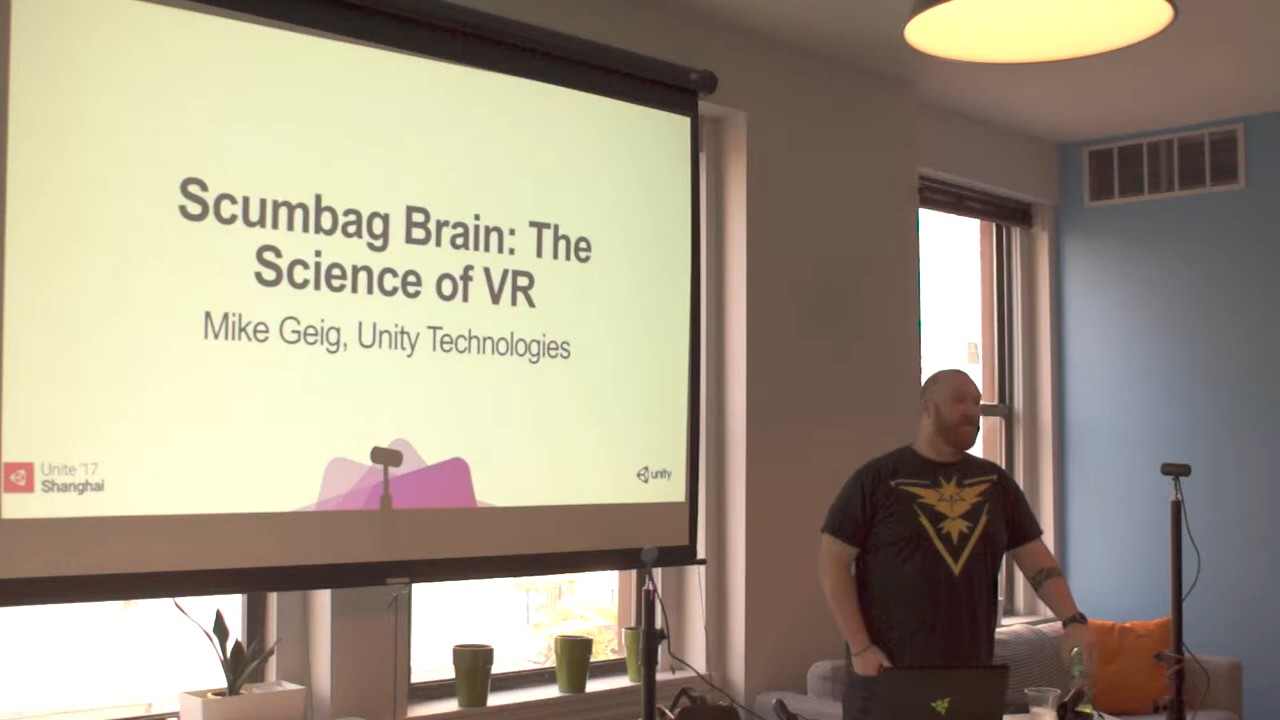 Scumbag Brain: The
Science of VR
Mike Geig, Unity Technologies
Unite '17
Shanghai
unity